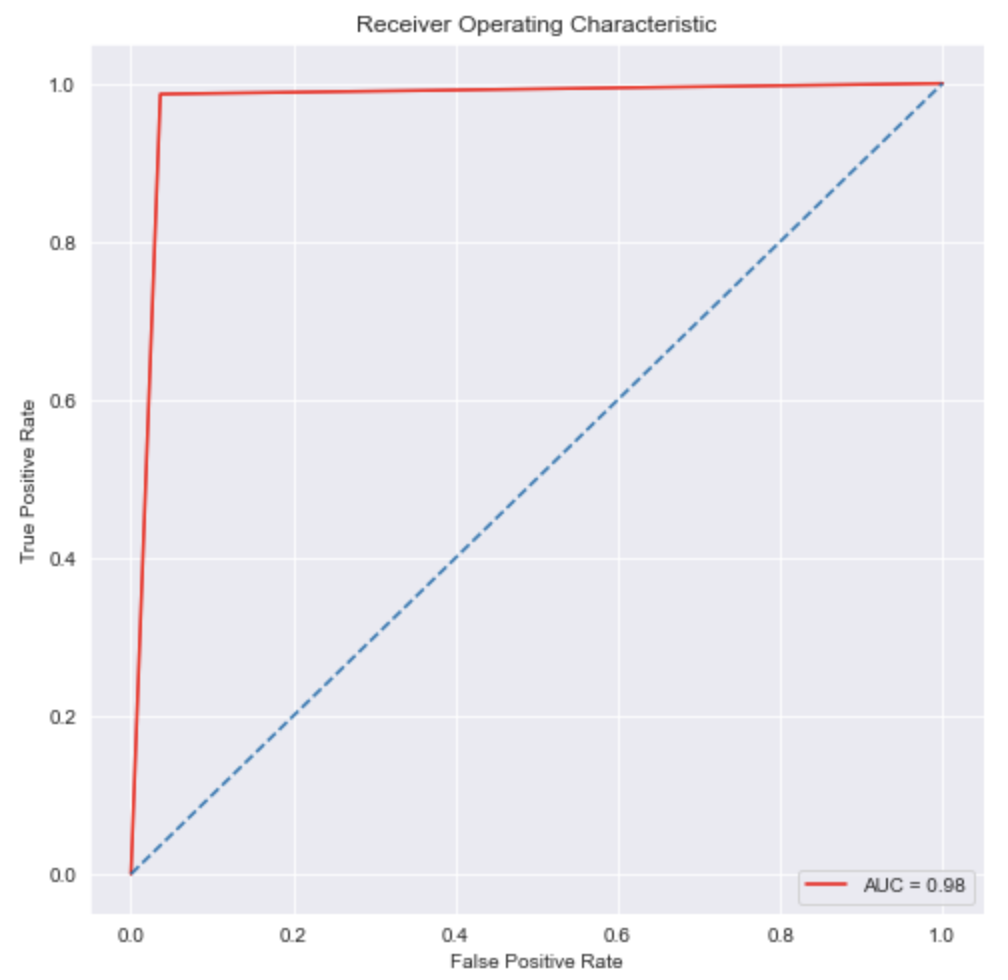 Receiver Operating Characteristic
True Positive Rate
1.0
0.8
0.6
0.4
0.2
0.0
AUC = 0.98
0.0 0.2 0.4 0.6 0.8 1.0
False Positive Rate